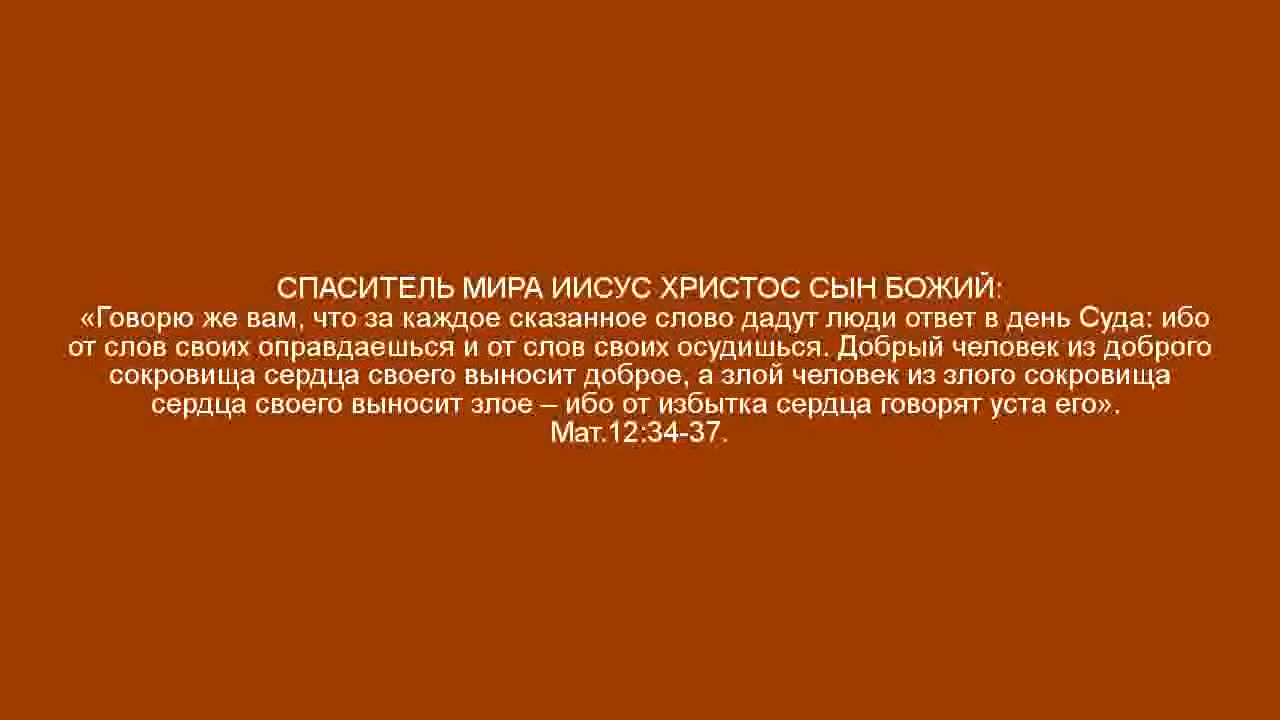 СПАСИТЕЛЬ МИРА ИИСУС ХРИСТОС СЫН БОЖИЙ:
«Говорю же вам, что за каждое сказанное слово дадут люди ответ в день Суда: ибо
от слов своих оправдаешься и от слов своих осудишься. Добрый человек из доброго
сокровища сердца своего выносит доброе, а злой человек из злого сокровища
сердца своего выносит злое – ибо от избытка сердца говорят уста его».
Мат.12:34-37.